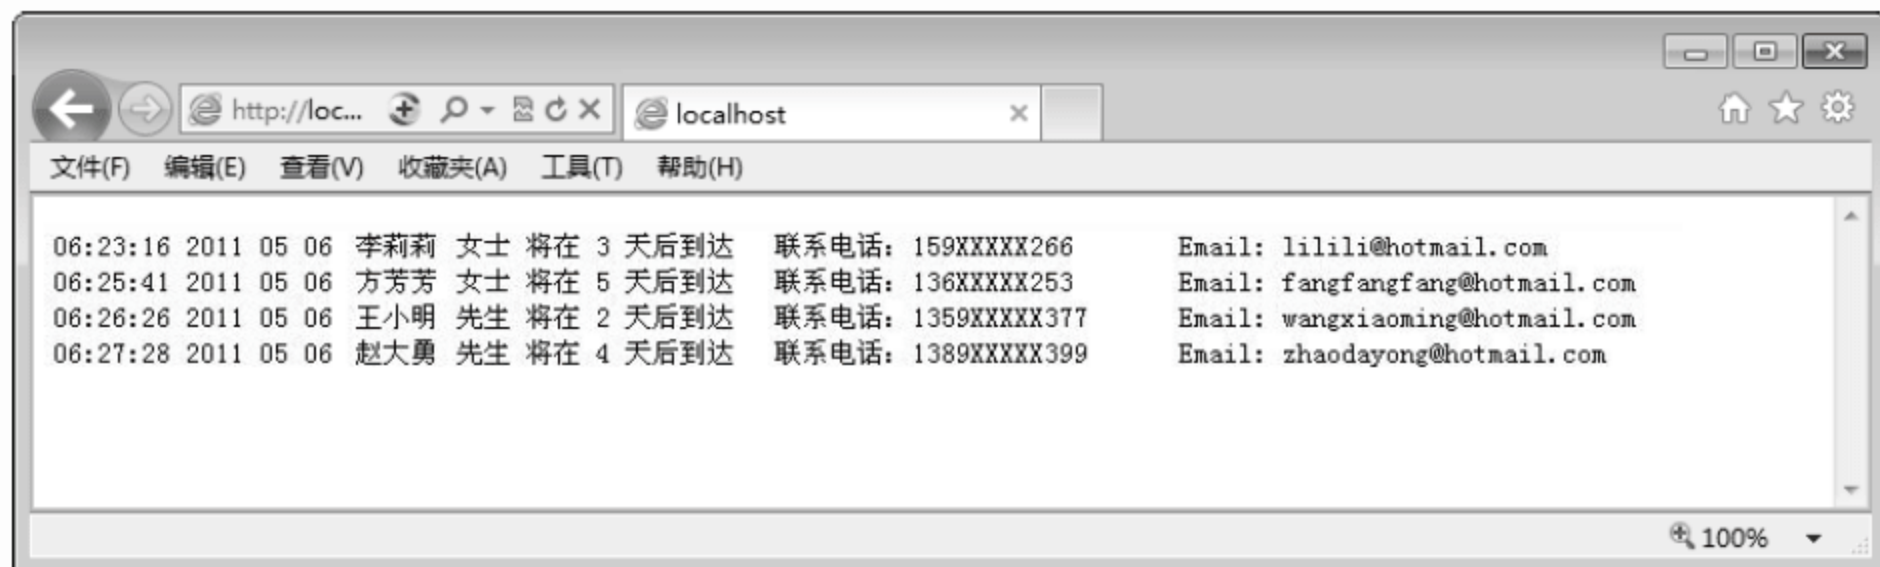 http://loc...
localhost
文件(F) 编辑(E) 查看(V) 收藏夹(A) 工具(T) 帮助(H)
06:23:16 2011 05 06 李莉莉 女士 将在 3 天后到达 联系电话: 159XXXXX266 Email: lilili@hotmail.com
06:25:41 2011 05 06 方芳芳 女士 将在 5 天后到达 联系电话: 136XXXXX253 Email: fangfangfang@hotmail.com
06:26:26 2011 05 06 王小明 先生 将在 2 天后到达 联系电话: 1359XXXXX377 Email: wangxiaoming@hotmail.com
06:27:28 2011 05 06 赵大勇 先生 将在 4 天后到达 联系电话: 1389XXXXX399 Email: zhaodayong@hotmail.com
100%